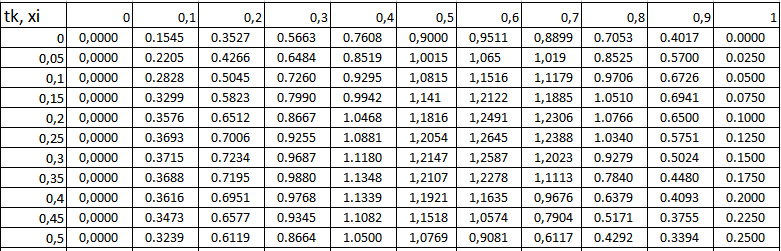 tk, xi 0 0,1 0,2 0,3 0,4 0,5 0,6 0,7 0,8 0,9 1
0 0,0000 0.1545 0.3527 0.5663 0.7608 0,9000 0,9511 0,8899 0.7053 0.4017 0.0000
0,05 0,0000 0.2205 0.4266 0.6484 0.8519 1,0015 1,065 1,019 0.8525 0.5700 0.0250
0,1 0,0000 0.2828 0.5045 0.7260 0.9295 1,0815 1,1516 1,1179 0.9706 0.6726 0.0500
0,15 0,0000 0.3299 0.5823 0.7990 0.9942 1,141 1,2122 1,1885 1.0510 0.6941 0.0750
0,2 0,0000 0.3576 0.6512 0.8667 1.0468 1,1816 1,2491 1,2306 1.0766 0.6500 0.1000
0,25 0,0000 0.3693 0.7006 0.9255 1.0881 1,2054 1,2645 1,2388 1.0340 0.5751 0.1250
0,3 0,0000 0.3715 0.7234 0.9687 1.1180 1,2147 1,2587 1,2023 0.9279 0.5024 0.1500
0,35 0,0000 0.3688 0.7195 0.9880 1.1348 1,2107 1,2278 1,1113 0.7840 0.4480 0.1750
0,4 0,0000 0.3616 0.6951 0.9768 1.1339 1,1921 1,1635 0,9676 0.6379 0.4093 0.2000
0,45 0,0000 0.3473 0.6577 0.9345 1.1082 1,1518 1,0574 0,7904 0.5171 0.3755 0.2250
0,5 0,0000 0.3239 0.6119 0.8664 1.0500 1,0769 0,9081 0,6117 0.4292 0.3394 0.2500